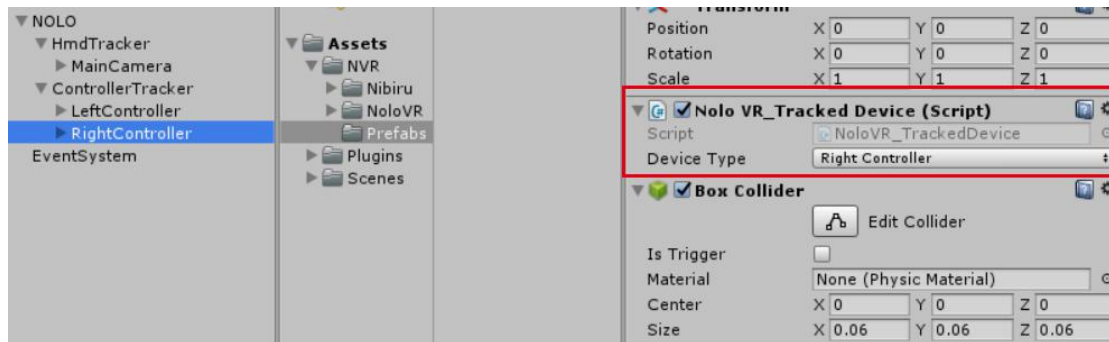 NOLO
HmdTracker
MainCamera
ControllerTracker
LeftController
RightController
EventSystem
Assets
NVR
Nibiru
NoloVR
Prefabs
Plugins
Scenes
Transform
Position X 0 Y 0 Z 0
Rotation X 0 Y 0 Z 0
Scale X 1 Y 1 Z 1
Nolo VR_Tracked Device (Script)
Script NoloVR_TrackedDevice
Device Type Right Controller
Box Collider
Edit Collider
Is Trigger
Material None (Physic Material)
Center X 0 Y 0 Z 0
Size X 0.06 Y 0.06 Z 0.06